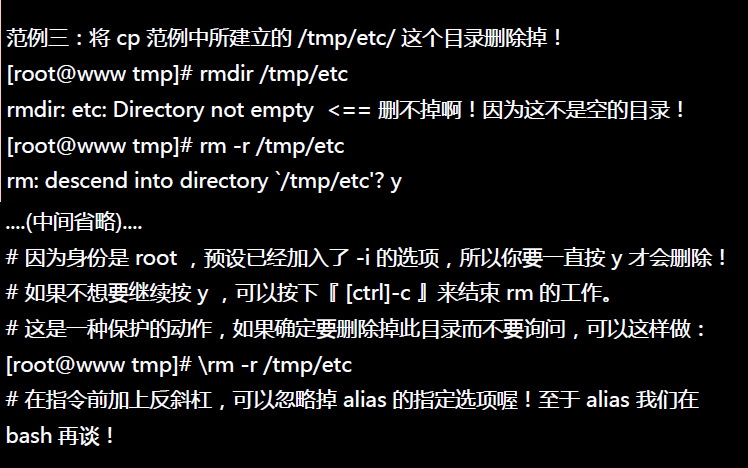 范例三：将 cp 范例中所建立的 /tmp/etc/ 这个目录删除掉！
[root@www tmp]# rmdir /tmp/etc
rmdir: etc: Directory not empty <== 删不掉啊！因为这不是空的目录！
[root@www tmp]# rm -r /tmp/etc
rm: descend into directory `/tmp/etc'? y
....(中间省略)....
# 因为身份是 root ，预设已经加入了 -i 的选项，所以你要一直按 y 才会删除！
# 如果不想要继续按 y ，可以按下『 [ctrl]-c 』来结束 rm 的工作。
# 这是一种保护的动作，如果确定要删除掉此目录而不要询问，可以这样做：
[root@www tmp]# \rm -r /tmp/etc
# 在指令前加上反斜杠，可以忽略掉 alias 的指定选项喔！至于 alias 我们在
bash 再谈！